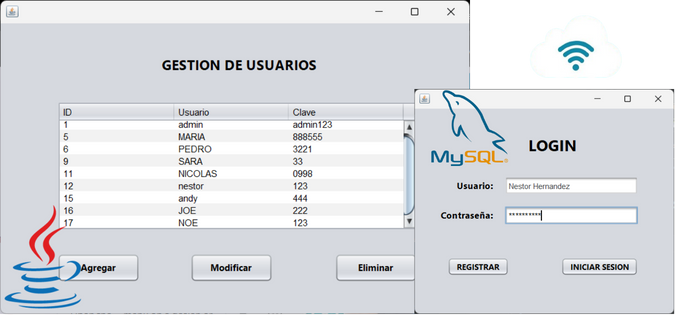 GESTION DE USUARIOS
ID Usuario Clave
1 admin admin123
5 MARIA 888555
6 PEDRO 3221
9 SARA 33
11 NICOLAS 0998
12 nestor 123
15 andy 444
16 JOE 222
17 NOE 123
Agregar Modificar Eliminar
MySQL
LOGIN
Usuario: Nestor Hernandez
Contraseña: **********
REGISTRAR INICIAR SESION